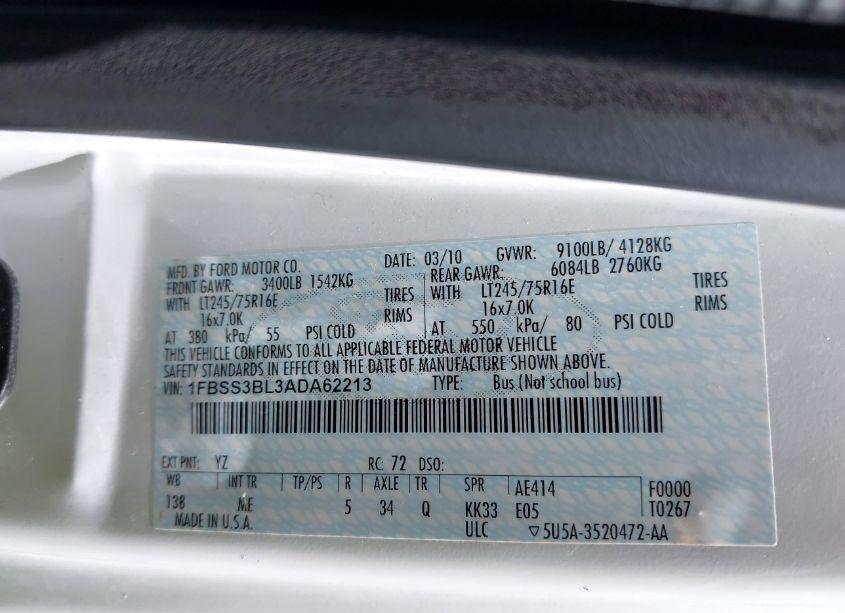 MFD. BY FORD MOTOR CO. DATE: 03/10 GVWR: 9100LB/ 4128KG
FRONT GAWR: 3400LB 1542KG REAR GAWR: 6084LB 2760KG
WITH LT245/75R16E TIRES WITH LT245/75R16E TIRES
16x7.0K RIMS 16x7.0K RIMS
AT 380 kPa/ 55 PSI COLD AT 550 kPa/ 80 PSI COLD
THIS VEHICLE CONFORMS TO ALL APPLICABLE FEDERAL MOTOR VEHICLE
SAFETY STANDARDS IN EFFECT ON THE DATE OF MANUFACTURE SHOWN ABOVE.
VIN: 1FBSS3BL3ADA62213 TYPE: Bus (Not school bus)
EXT PNT: YZ RC: 72 DSO:
WB INT TR TP/PS R AXLE TR SPR AE414 F0000
138 ME 5 34 Q KK33 E05 T0267
MADE IN U.S.A. ULC ▽5U5A-3520472-AA